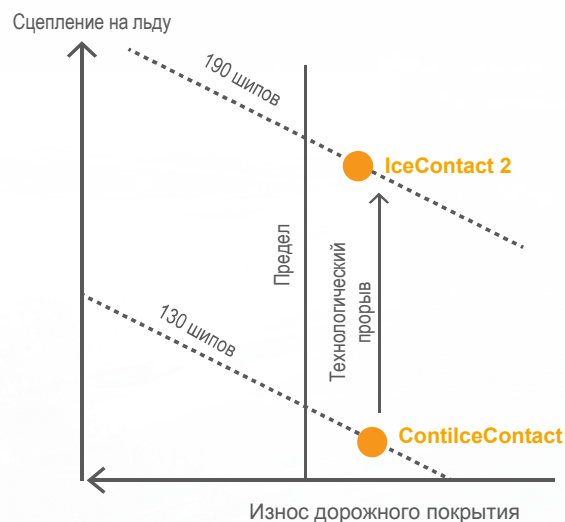 Сцепление на льду
190 шипов
IceContact 2
Предел
Технологический
прорыв
130 шипов
ContiIceContact
Износ дорожного покрытия